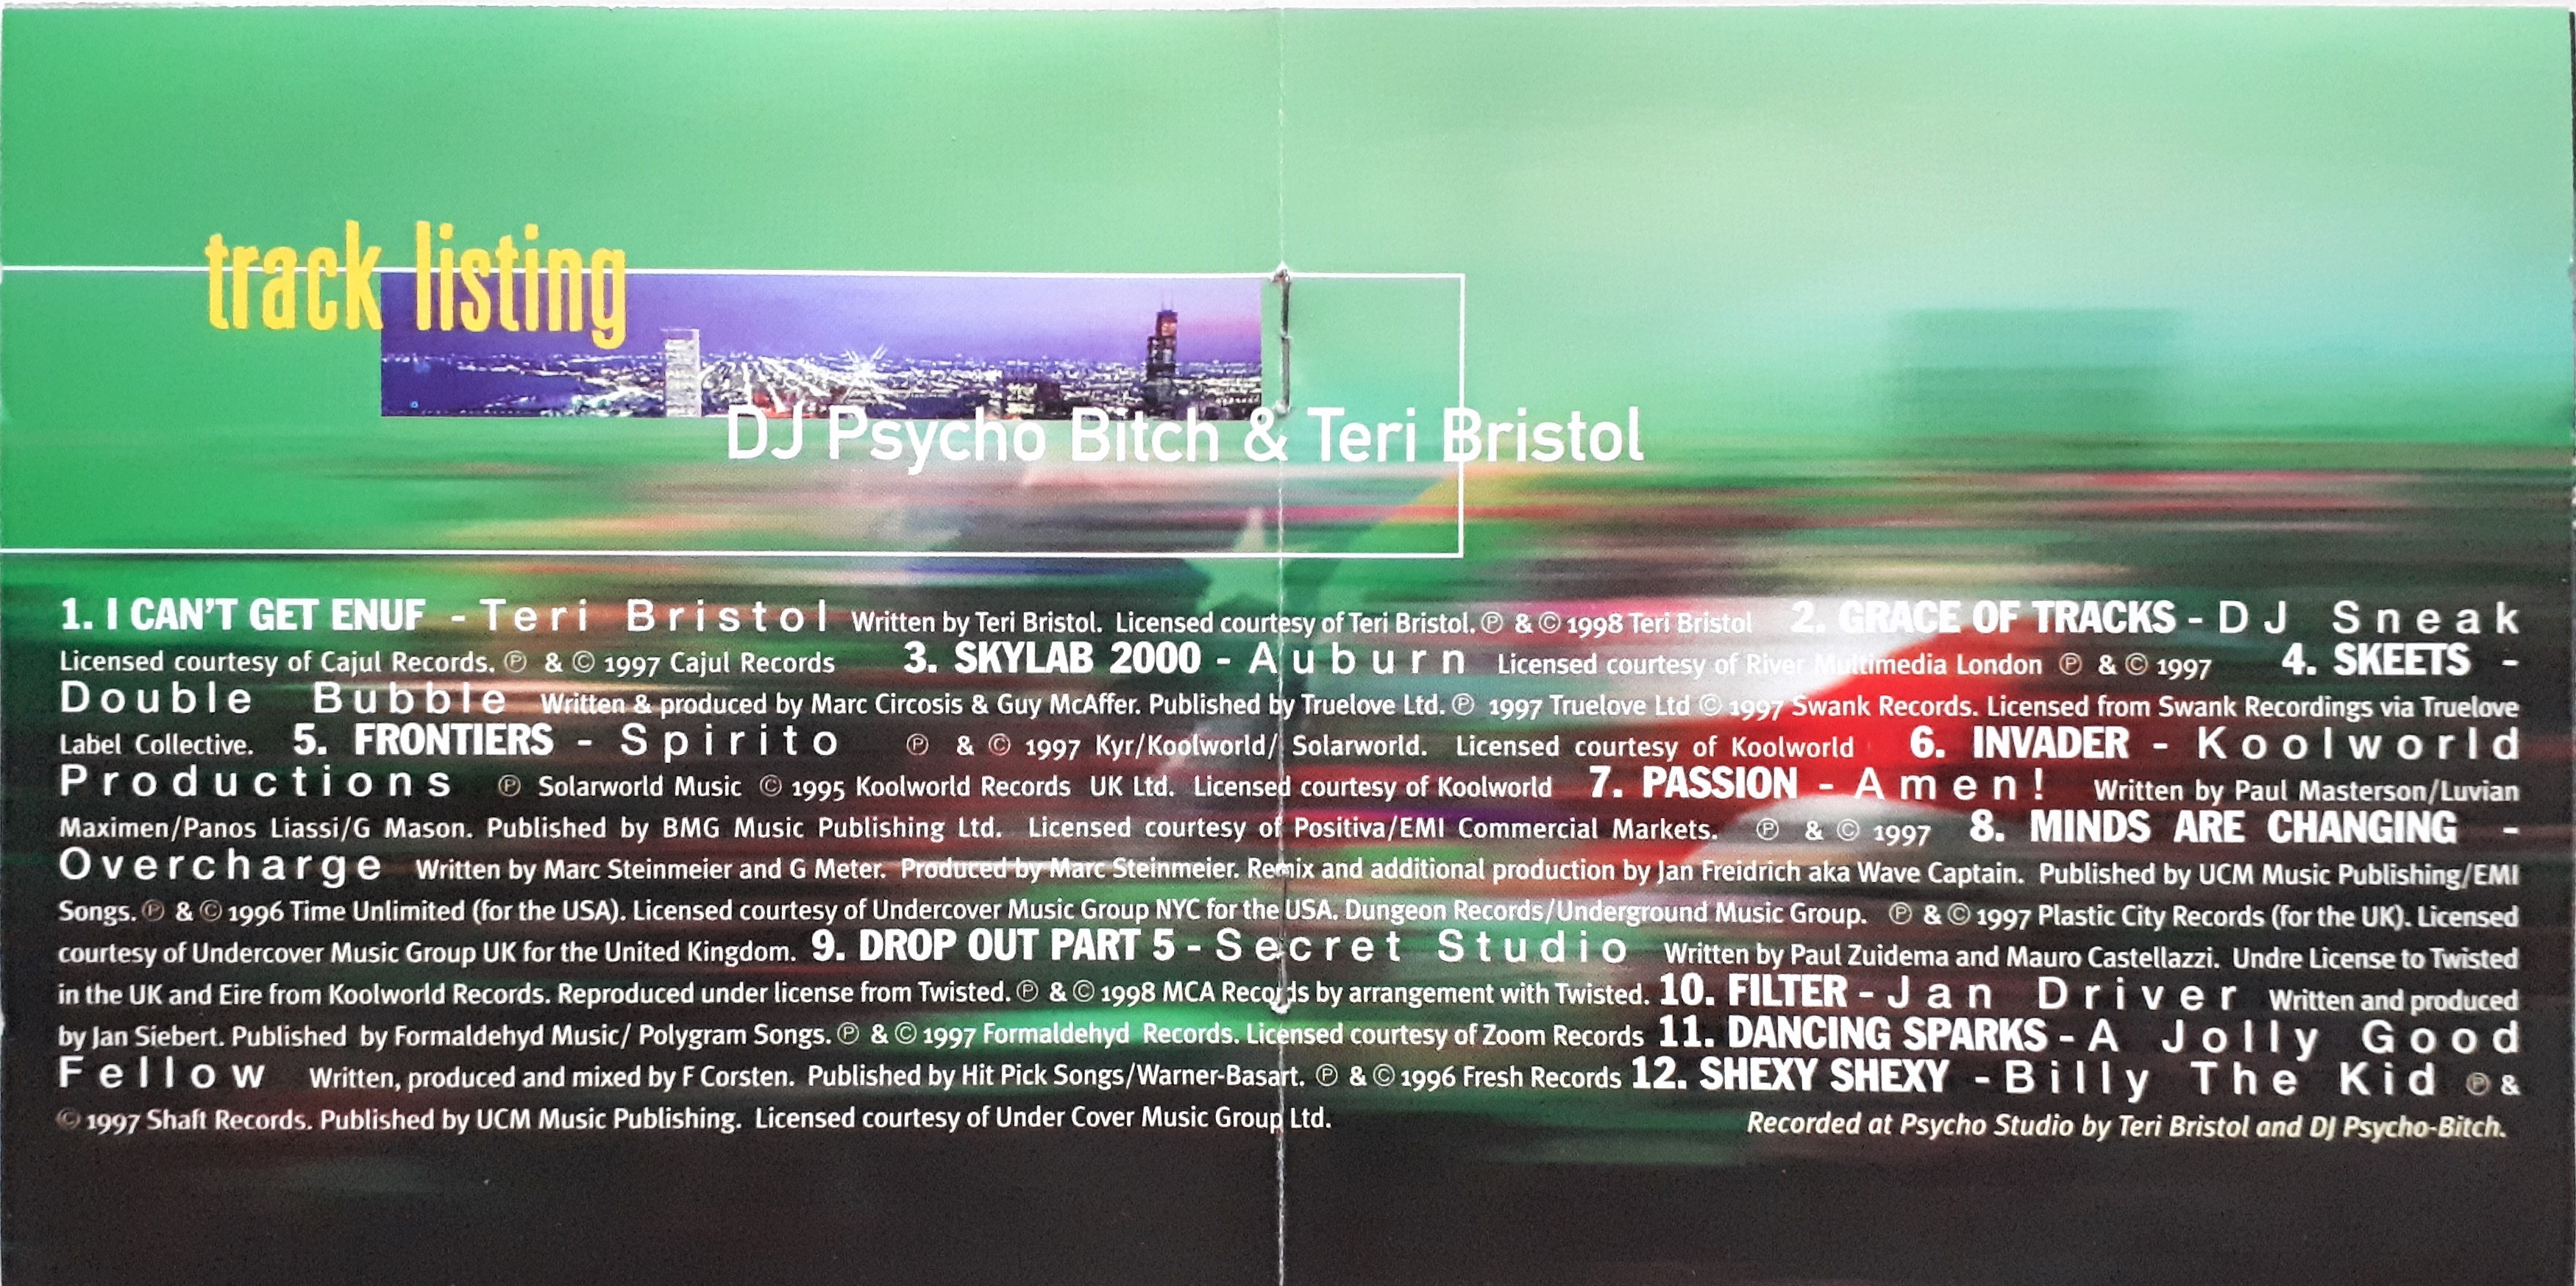 track listing
DJ Psycho Bitch & Teri Bristol
1. I CAN'T GET ENUF - Teri Bristol Written by Teri Bristol. Licensed courtesy of Teri Bristol. ℗ & © 1998 Teri Bristol 2. GRACE OF TRACKS - DJ Sneak
Licensed courtesy of Cajul Records. ℗ & © 1997 Cajul Records 3. SKYLAB 2000 - Auburn Licensed courtesy of River Multimedia London ℗ & © 1997 4. SKEETS -
Double Bubble Written & produced by Marc Circosis & Guy McAffer. Published by Truelove Ltd. ℗ 1997 Truelove Ltd © 1997 Swank Records. Licensed from Swank Recordings via Truelove
Label Collective. 5. FRONTIERS - Spirito ℗ & © 1997 Kyr/Koolworld/ Solarworld. Licensed courtesy of Koolworld 6. INVADER - Koolworld
Productions ℗ Solarworld Music © 1995 Koolworld Records UK Ltd. Licensed courtesy of Koolworld 7. PASSION - Amen! Written by Paul Masterson/Luvian
Maximen/Panos Liassi/G Mason. Published by BMG Music Publishing Ltd. Licensed courtesy of Positiva/EMI Commercial Markets. ℗ & © 1997 8. MINDS ARE CHANGING -
Overcharge Written by Marc Steinmeier and G Meter. Produced by Marc Steinmeier. Remix and additional production by Jan Freidrich aka Wave Captain. Published by UCM Music Publishing/EMI
Songs. ℗ & © 1996 Time Unlimited (for the USA). Licensed courtesy of Undercover Music Group NYC for the USA. Dungeon Records/Underground Music Group. ℗ & © 1997 Plastic City Records (for the UK). Licensed
courtesy of Undercover Music Group UK for the United Kingdom. 9. DROP OUT PART 5 - Secret Studio Written by Paul Zuidema and Mauro Castellazzi. Undre License to Twisted
in the UK and Eire from Koolworld Records. Reproduced under license from Twisted. ℗ & © 1998 MCA Records by arrangement with Twisted. 10. FILTER - Jan Driver Written and produced
by Jan Siebert. Published by Formaldehyd Music/ Polygram Songs. ℗ & © 1997 Formaldehyd Records. Licensed courtesy of Zoom Records 11. DANCING SPARKS - A Jolly Good
Fellow Written, produced and mixed by F Corsten. Published by Hit Pick Songs/Warner-Basart. ℗ & © 1996 Fresh Records 12. SHEXY SHEXY - Billy The Kid ℗ &
© 1997 Shaft Records. Published by UCM Music Publishing. Licensed courtesy of Under Cover Music Group Ltd. Recorded at Psycho Studio by Teri Bristol and DJ Psycho-Bitch.